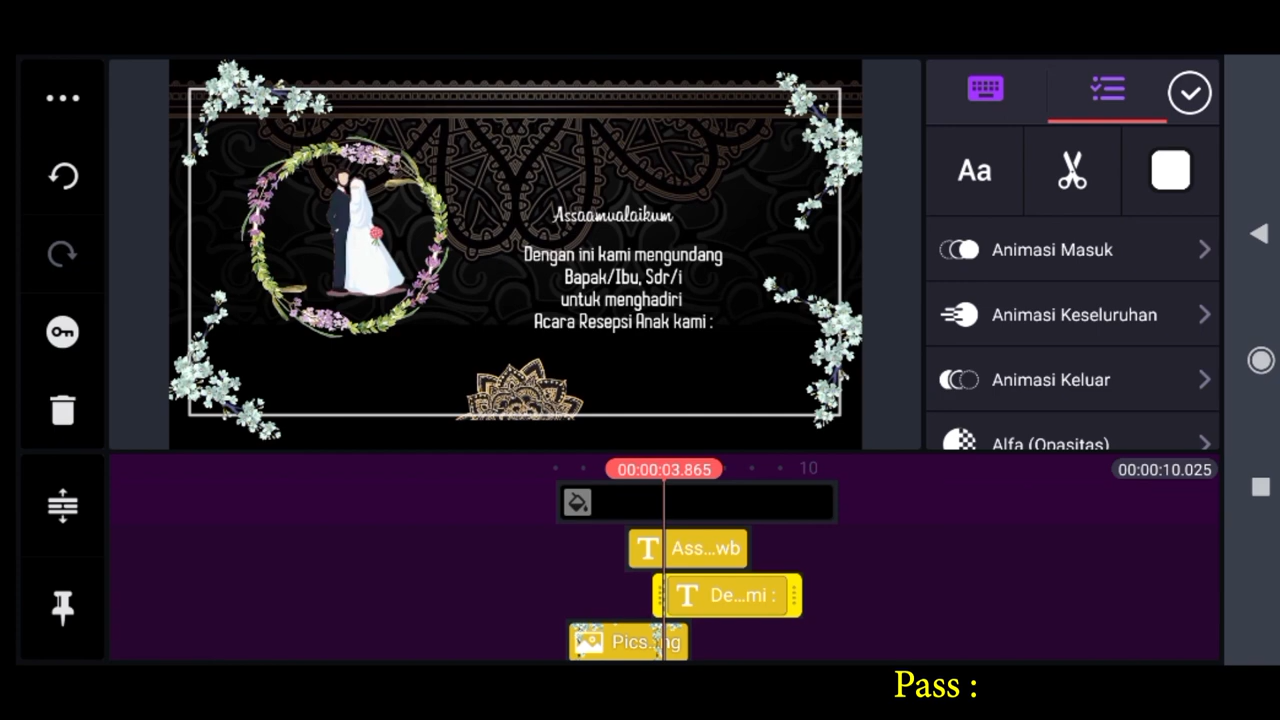 Assaamualaikum
Dengan ini kami mengundang
Bapak/Ibu, Sdr/i
untuk menghadiri
Acara Resepsi Anak kami :
Aa
Animasi Masuk
Animasi Keseluruhan
Animasi Keluar
Alfa (Opasitas)
00:00:03.865
10
00:00:10.025
T Ass...wb
T De...mi :
Pics...ng
Pass :